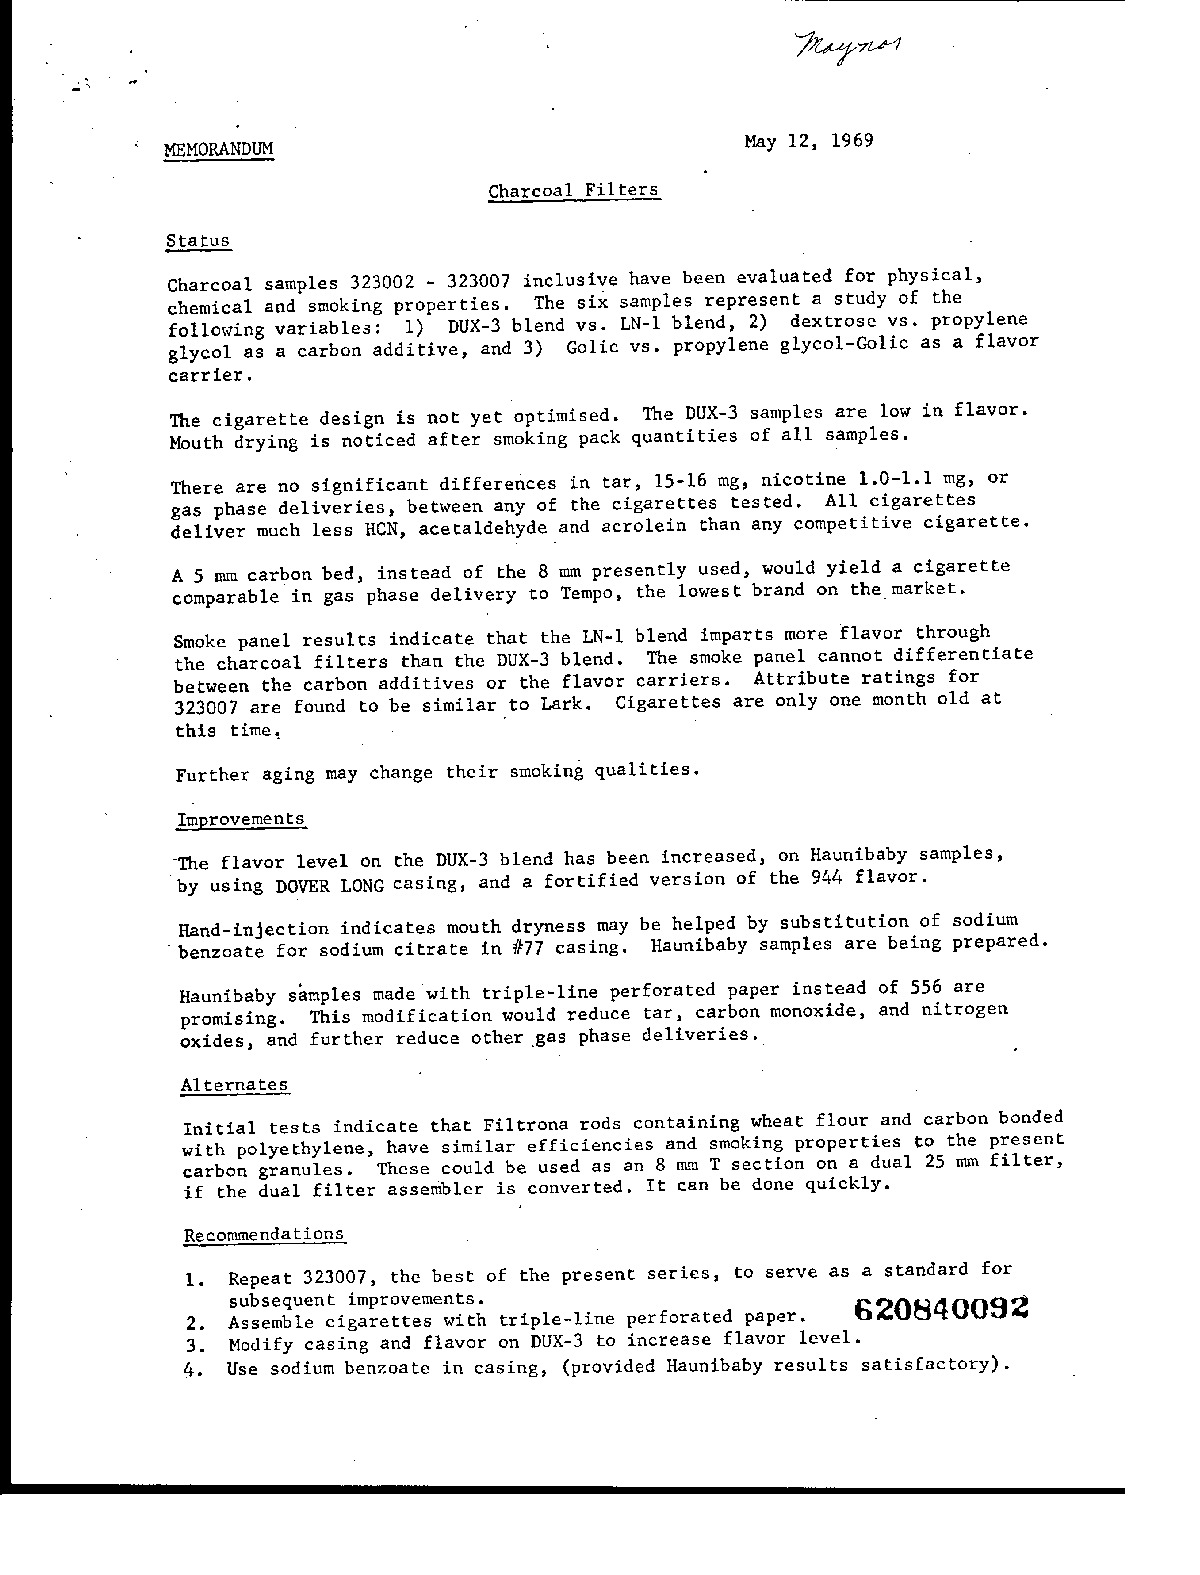 Maynor
MEMORANDUM
May 12, 1969
Charcoal Filters
Status
Charcoal samples 323002 - 323007 inclusive have been evaluated for physical,
chemical and smoking properties. The six samples represent a study of the
following variables: 1) DUX-3 blend vs. LN-1 blend, 2) dextrose vs. propylene
glycol as a carbon additive, and 3) Golic vs. propylene glycol-Golic as a flavor
carrier.
The cigarette design is not yet optimised. The DUX-3 samples are low in flavor.
Mouth drying is noticed after smoking pack quantities of all samples.
There are no significant differences in tar, 15-16 mg, nicotine 1.0-1.1 mg, or
gas phase deliveries, between any of the cigarettes tested. All cigarettes
deliver much less HCN, acetaldehyde and acrolein than any competitive cigarette.
A 5 mm carbon bed, instead of the 8 mm presently used, would yield a cigarette
comparable in gas phase delivery to Tempo, the lowest brand on the market.
Smoke panel results indicate that the LN-1 blend imparts more flavor through
the charcoal filters than the DUX-3 blend. The smoke panel cannot differentiate
between the carbon additives or the flavor carriers. Attribute ratings for
323007 are found to be similar to Lark. Cigarettes are only one month old at
this time.
Further aging may change their smoking qualities.
Improvements
The flavor level on the DUX-3 blend has been increased, on Haunibaby samples,
by using DOVER LONG casing, and a fortified version of the 944 flavor.
Hand-injection indicates mouth dryness may be helped by substitution of sodium
benzoate for sodium citrate in #77 casing. Haunibaby samples are being prepared.
Haunibaby samples made with triple-line perforated paper instead of 556 are
promising. This modification would reduce tar, carbon monoxide, and nitrogen
oxides, and further reduce other gas phase deliveries.
Alternates
Initial tests indicate that Filtrona rods containing wheat flour and carbon bonded
with polyethylene, have similar efficiencies and smoking properties to the present
carbon granules. These could be used as an 8 mm T section on a dual 25 mm filter,
if the dual filter assembler is converted. It can be done quickly.
Recommendations
1. Repeat 323007, the best of the present series, to serve as a standard for
subsequent improvements.
2. Assemble cigarettes with triple-line perforated paper.
620840092
3. Modify casing and flavor on DUX-3 to increase flavor level.
4. Use sodium benzoate in casing, (provided Haunibaby results satisfactory).